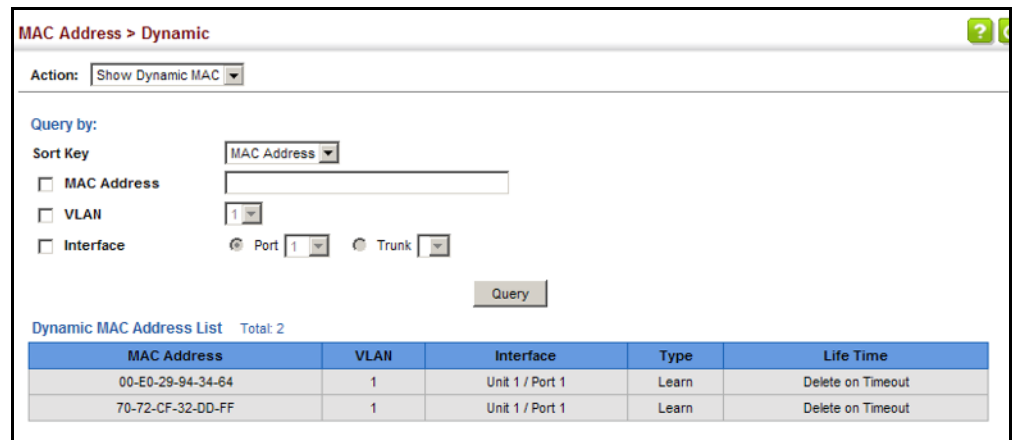 MAC Address > Dynamic
?
Action: Show Dynamic MAC
Query by:
Sort Key MAC Address
MAC Address
VLAN 1
Interface Port 1 Trunk
Query
Dynamic MAC Address List Total: 2
MAC Address VLAN Interface Type Life Time
00-E0-29-94-34-64 1 Unit 1 / Port 1 Learn Delete on Timeout
70-72-CF-32-DD-FF 1 Unit 1 / Port 1 Learn Delete on Timeout